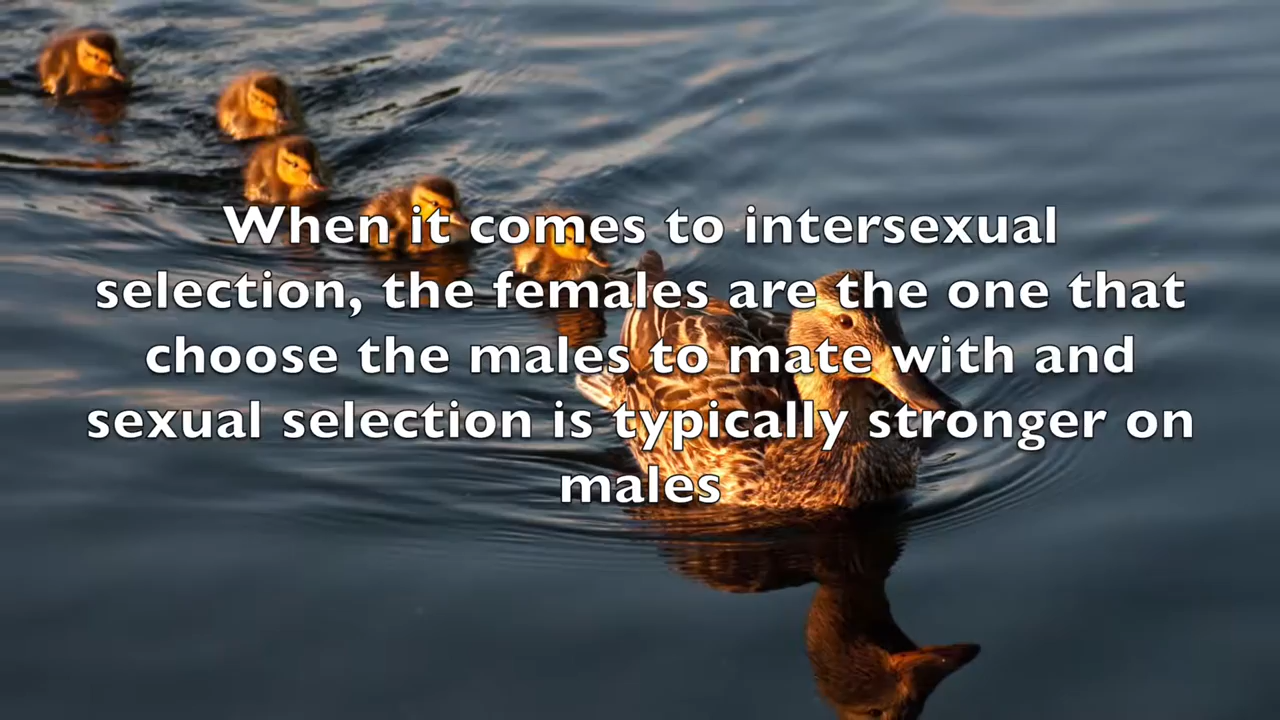 When it comes to intersexual
selection, the females are the one that
choose the males to mate with and
sexual selection is typically stronger on
males